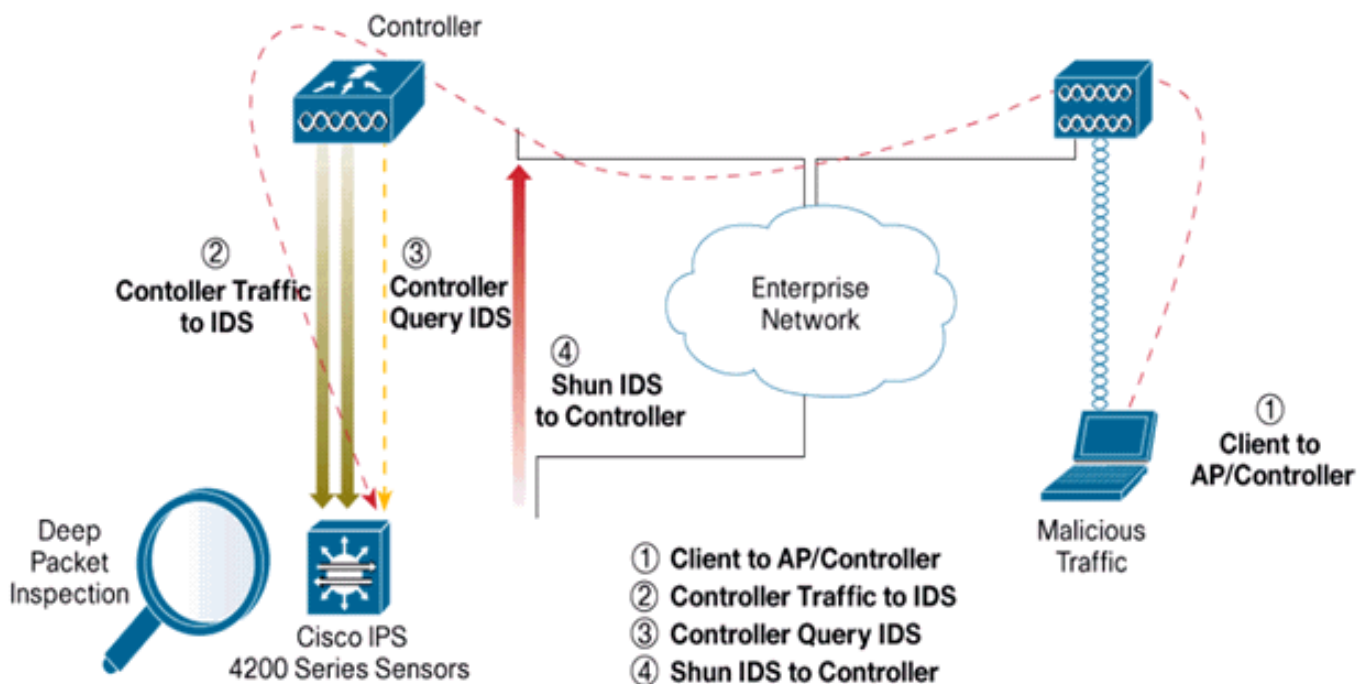 Controller
②
Contoller Traffic
to IDS
③
Controller
Query IDS
④
Shun IDS
to Controller
Enterprise
Network
①
Client to
AP/Controller
Deep
Packet
Inspection
Cisco IPS
4200 Series Sensors
Malicious
Traffic
① Client to AP/Controller
② Controller Traffic to IDS
③ Controller Query IDS
④ Shun IDS to Controller